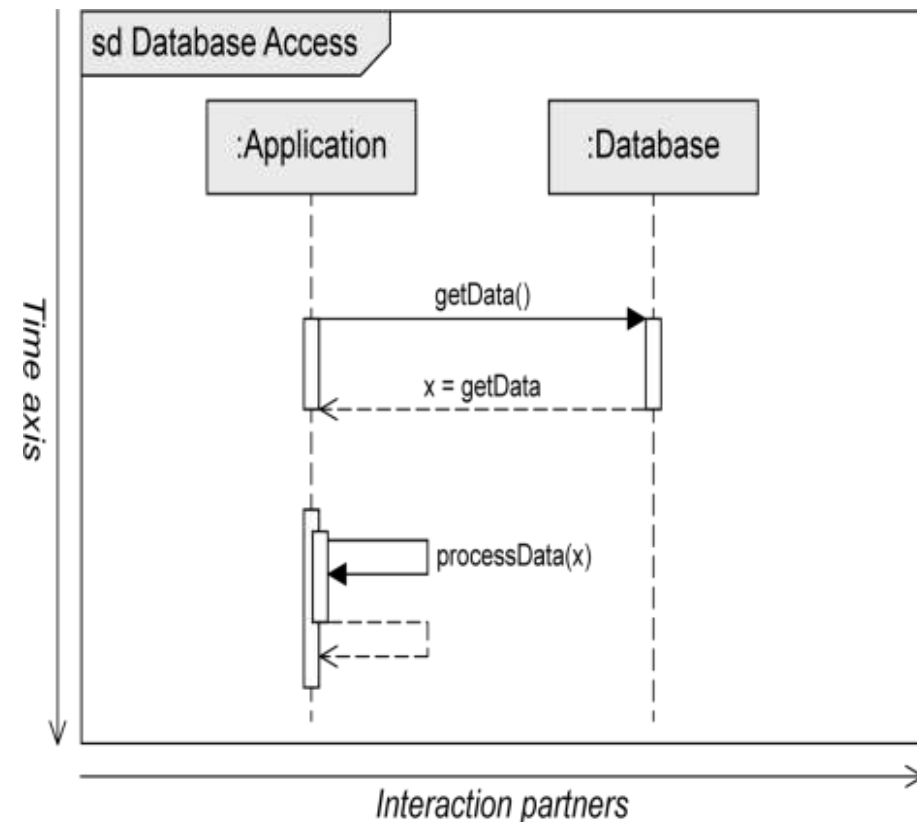 sd Database Access
:Application
:Database
getData()
x = getData
processData(x)
Time axis
Interaction partners